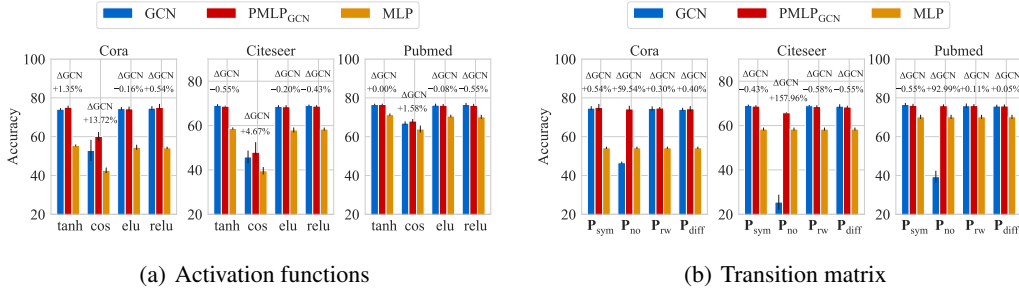 GCN PMLP_GCN MLP
Cora
Accuracy
100
80
60
40
20
ΔGCN
+1.35%
ΔGCN
+13.72%
ΔGCN
−0.16%
ΔGCN
+0.54%
tanh cos elu relu
Citeseer
80
60
40
20
ΔGCN
−0.55%
ΔGCN
+4.67%
ΔGCN
−0.20%
ΔGCN
−0.43%
tanh cos elu relu
Pubmed
100
80
60
40
20
ΔGCN
+0.00%
ΔGCN
+1.58%
ΔGCN
−0.08%
ΔGCN
−0.55%
tanh cos elu relu
(a) Activation functions
GCN PMLP_GCN MLP
Cora
Accuracy
100
80
60
40
20
ΔGCN
+0.54%
ΔGCN
+59.54%
ΔGCN
+0.30%
ΔGCN
+0.40%
P_sym P_no P_rw P_diff
Citeseer
80
60
40
20
ΔGCN
−0.43%
ΔGCN
+157.96%
ΔGCN
−0.58%
ΔGCN
−0.55%
P_sym P_no P_rw P_diff
Pubmed
100
80
60
40
20
ΔGCN
−0.55%
ΔGCN
+92.99%
ΔGCN
−0.11%
ΔGCN
+0.05%
P_sym P_no P_rw P_diff
(b) Transition matrix